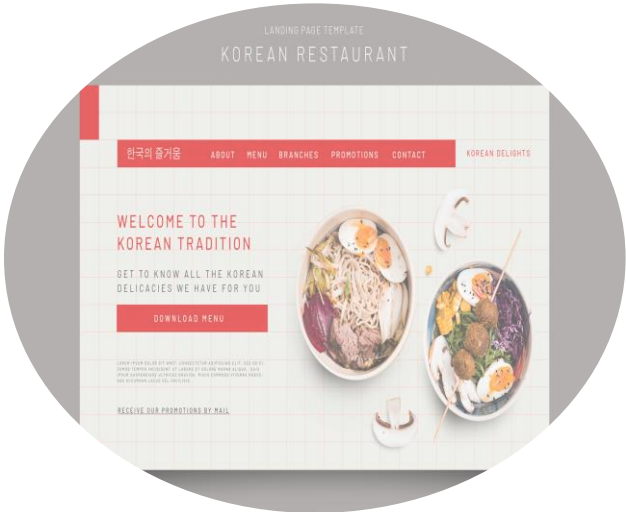 LANDING PAGE TEMPLATE
KOREAN RESTAURANT
한국의 즐거움 ABOUT MENU BRANCHES PROMOTIONS CONTACT KOREAN DELIGHTS
WELCOME TO THE
KOREAN TRADITION
GET TO KNOW ALL THE KOREAN
DELICACIES WE HAVE FOR YOU
DOWNLOAD MENU
RECEIVE OUR PROMOTIONS BY MAIL